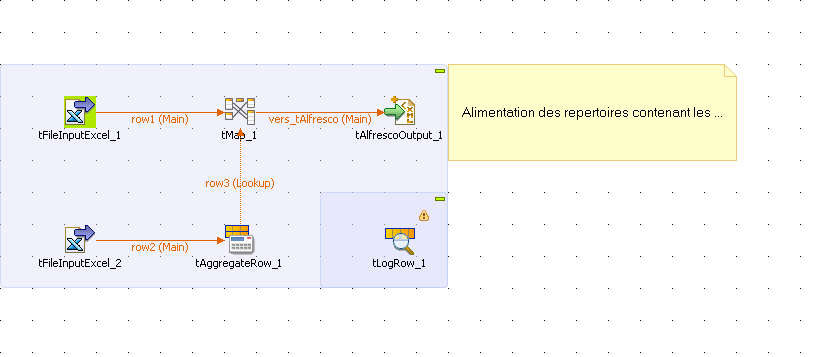 row1 (Main)
vers_tAlfresco (Main)
tFileInputExcel_1
tMap_1
tAlfrescoOutput_1
Alimentation des repertoires contenant les ...
row3 (Lookup)
row2 (Main)
tFileInputExcel_2
tAggregateRow_1
tLogRow_1